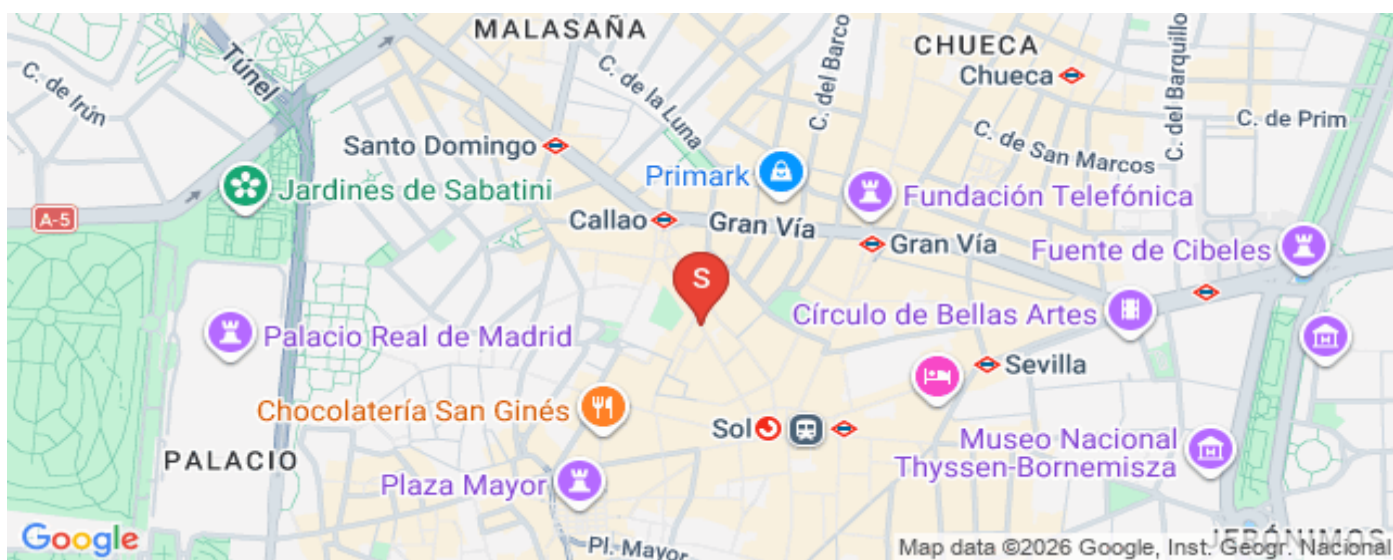 MALASAÑA
CHUECA
Chueca
Túnel
C. de Irún
C. de la Luna
C. del Barco
C. del Barquillo
C. de Prim
C. de San Marcos
Santo Domingo
Primark
Jardines de Sabatini
Fundación Telefónica
A-5
Callao
Gran Vía
Gran Vía
Fuente de Cibeles
S
Círculo de Bellas Artes
Palacio Real de Madrid
Sevilla
Chocolatería San Ginés
Sol
Museo Nacional
Thyssen-Bornemisza
PALACIO
Plaza Mayor
Google
Pl. Mayor
JERÓNIMOS
Map data ©2026 Google, Inst. Geogr. Nacional